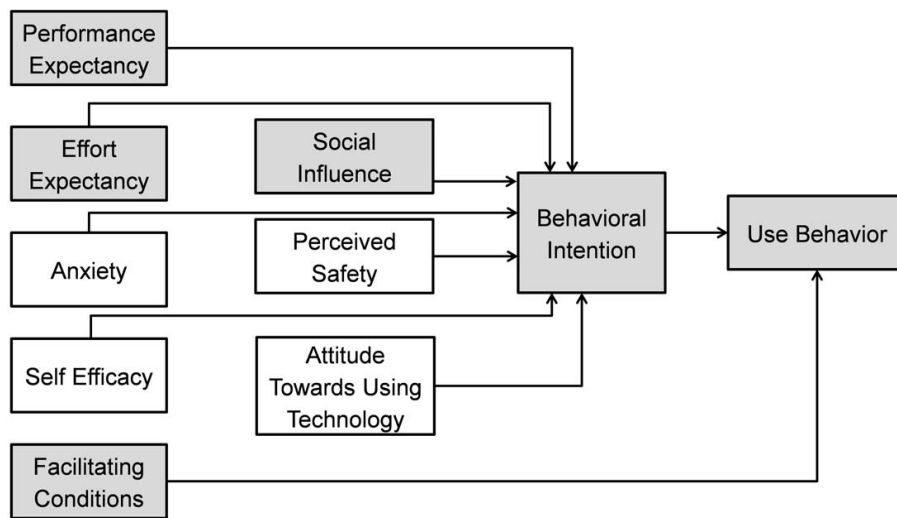 Performance
Expectancy
Effort
Expectancy
Social
Influence
Anxiety
Perceived
Safety
Behavioral
Intention
Use Behavior
Self Efficacy
Attitude
Towards Using
Technology
Facilitating
Conditions